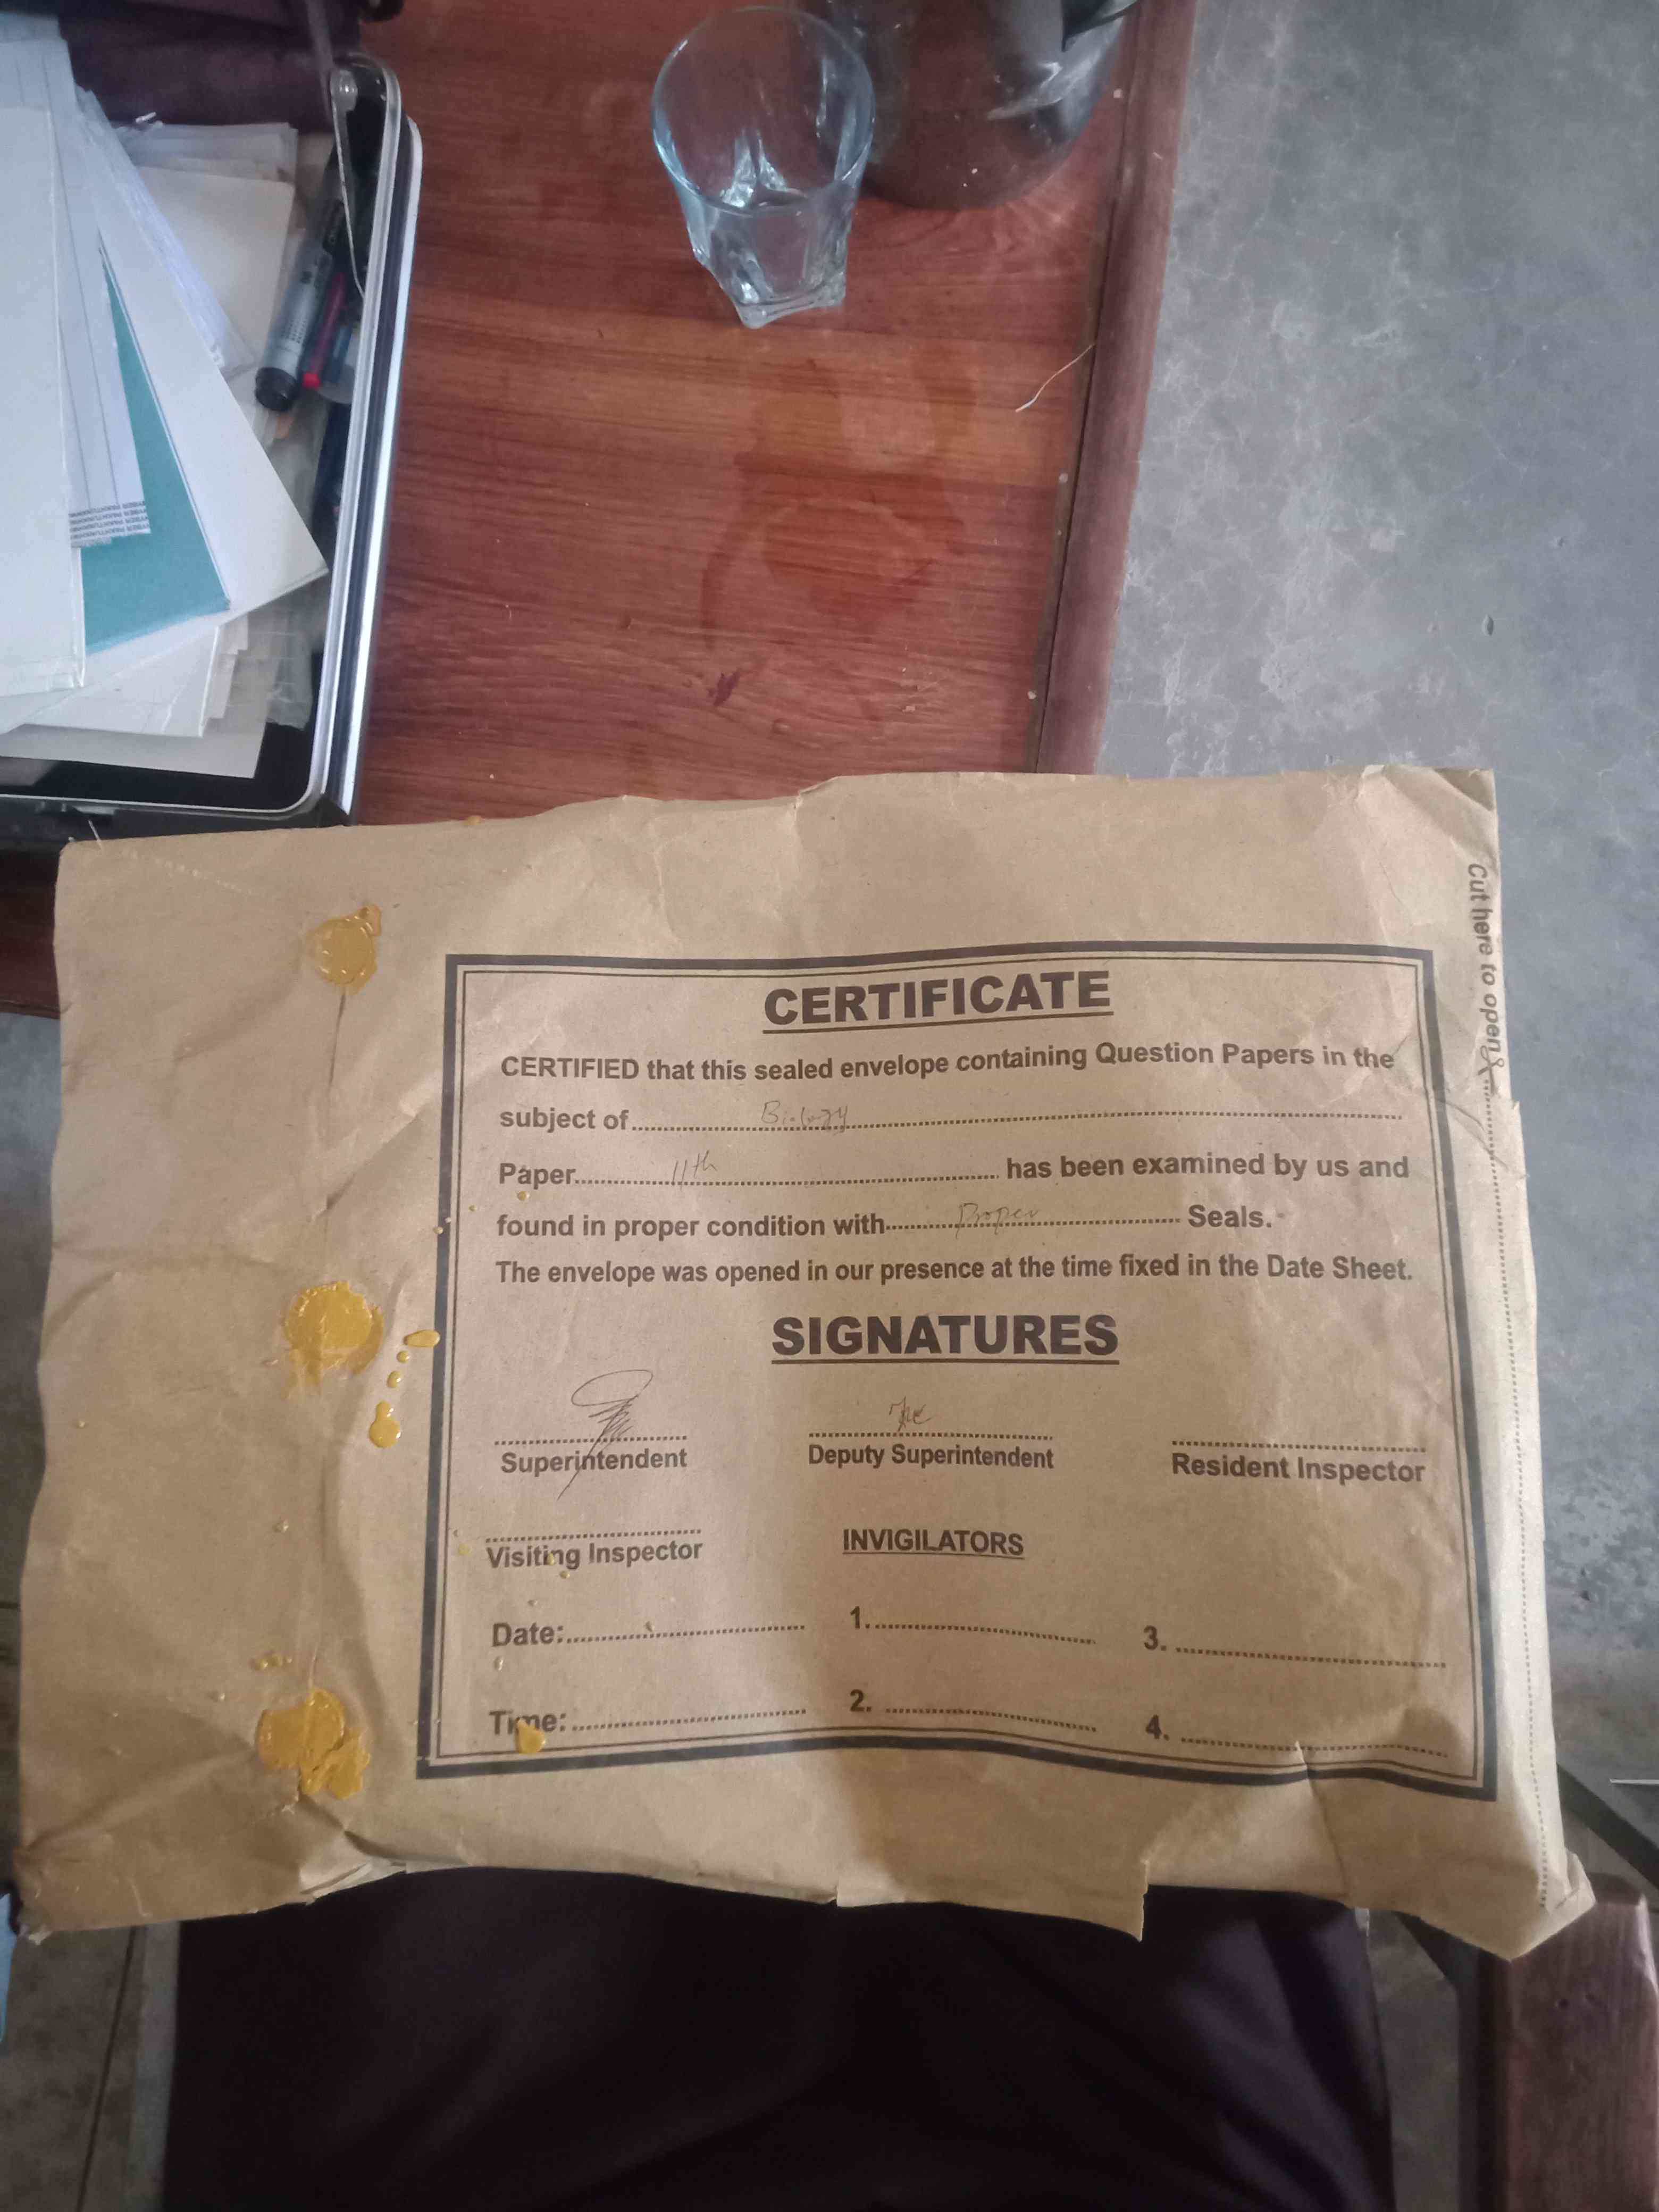 CERTIFICATE
CERTIFIED that this sealed envelope containing Question Papers in the
subject of Biology
Paper 11th has been examined by us and
found in proper condition with Proper Seals.
The envelope was opened in our presence at the time fixed in the Date Sheet.
SIGNATURES
Superintendent Deputy Superintendent Resident Inspector
Visiting Inspector INVIGILATORS
Date: 1. 3.
Time: 2. 4.
Cut here to open